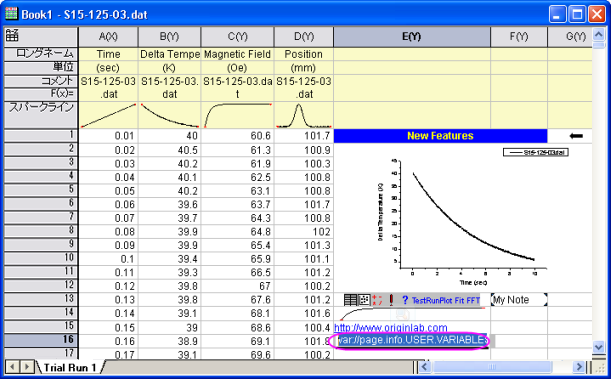 Book1 - S15-125-03.dat
A(X) B(Y) C(Y) D(Y) E(Y) F(Y) G(Y)
ロングネーム Time Delta Tempe Magnetic Field Position
単位 (sec) (K) (Oe) (mm)
コメント S15-125-03.dat S15-125-03.dat S15-125-03.dat S15-125-03.dat
F(x)=
スパークライン
1 0.01 40 60.6 101.7 New Features
2 0.02 40.5 61.3 100.9
3 0.03 40.2 61.9 100.3
4 0.04 40.1 62.5 100.8
5 0.05 40.2 63.1 100.8
6 0.06 39.6 63.7 101.7
7 0.07 39.7 64.3 100.8
8 0.08 39.9 64.8 102
9 0.09 39.9 65.4 101.3
10 0.1 39.4 65.9 101.1
11 0.11 39.3 66.5 101.2
12 0.12 39.8 67 100.2
13 0.13 39.8 67.6 101.2 ? TestRunPlot Fit FFT My Note
14 0.14 39.1 68.1 101.6
15 0.15 39 68.6 100.4 http://www.originlab.com
16 0.16 38.9 69.1 101.8 var://page.info.USER.VARIABLES
17 0.17 39.1 69.6 100.2
S15-125-03.dat
Delta Temperature (K)
45
40
35
30
25
20
15
10
5
0 2 4 6 8 10
Time (sec)
Trial Run 1